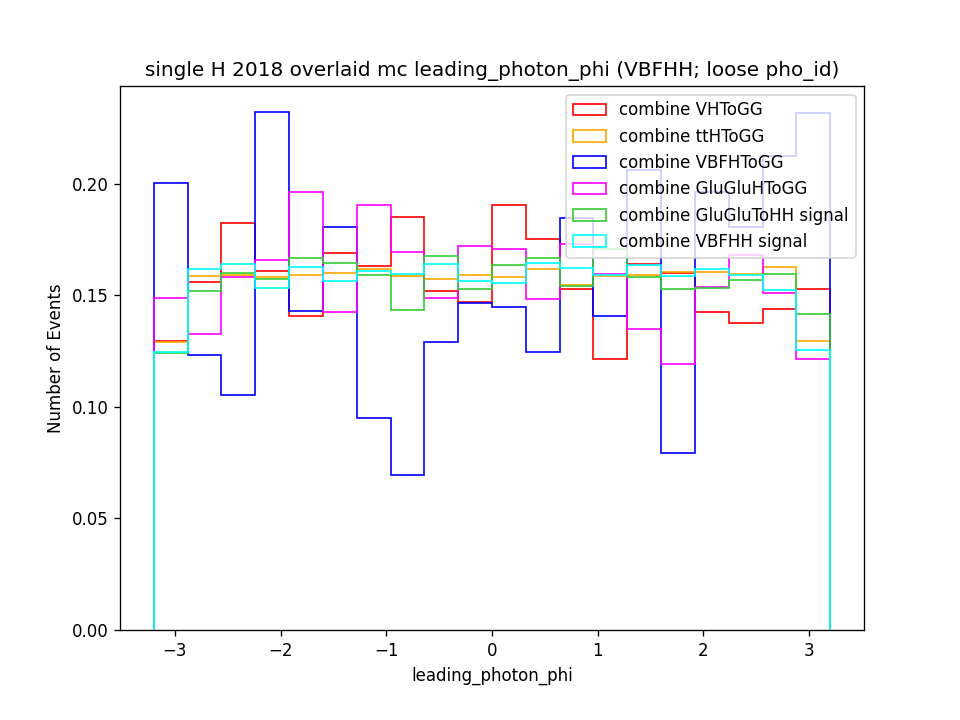 single H 2018 overlaid mc leading_photon_phi (VBFHH; loose pho_id)
combine VHToGG
combine ttHToGG
combine VBFHToGG
combine GluGluHToGG
combine GluGluToHH signal
combine VBFHH signal
Number of Events
0.20
0.15
0.10
0.05
0.00
−3 −2 −1 0 1 2 3
leading_photon_phi